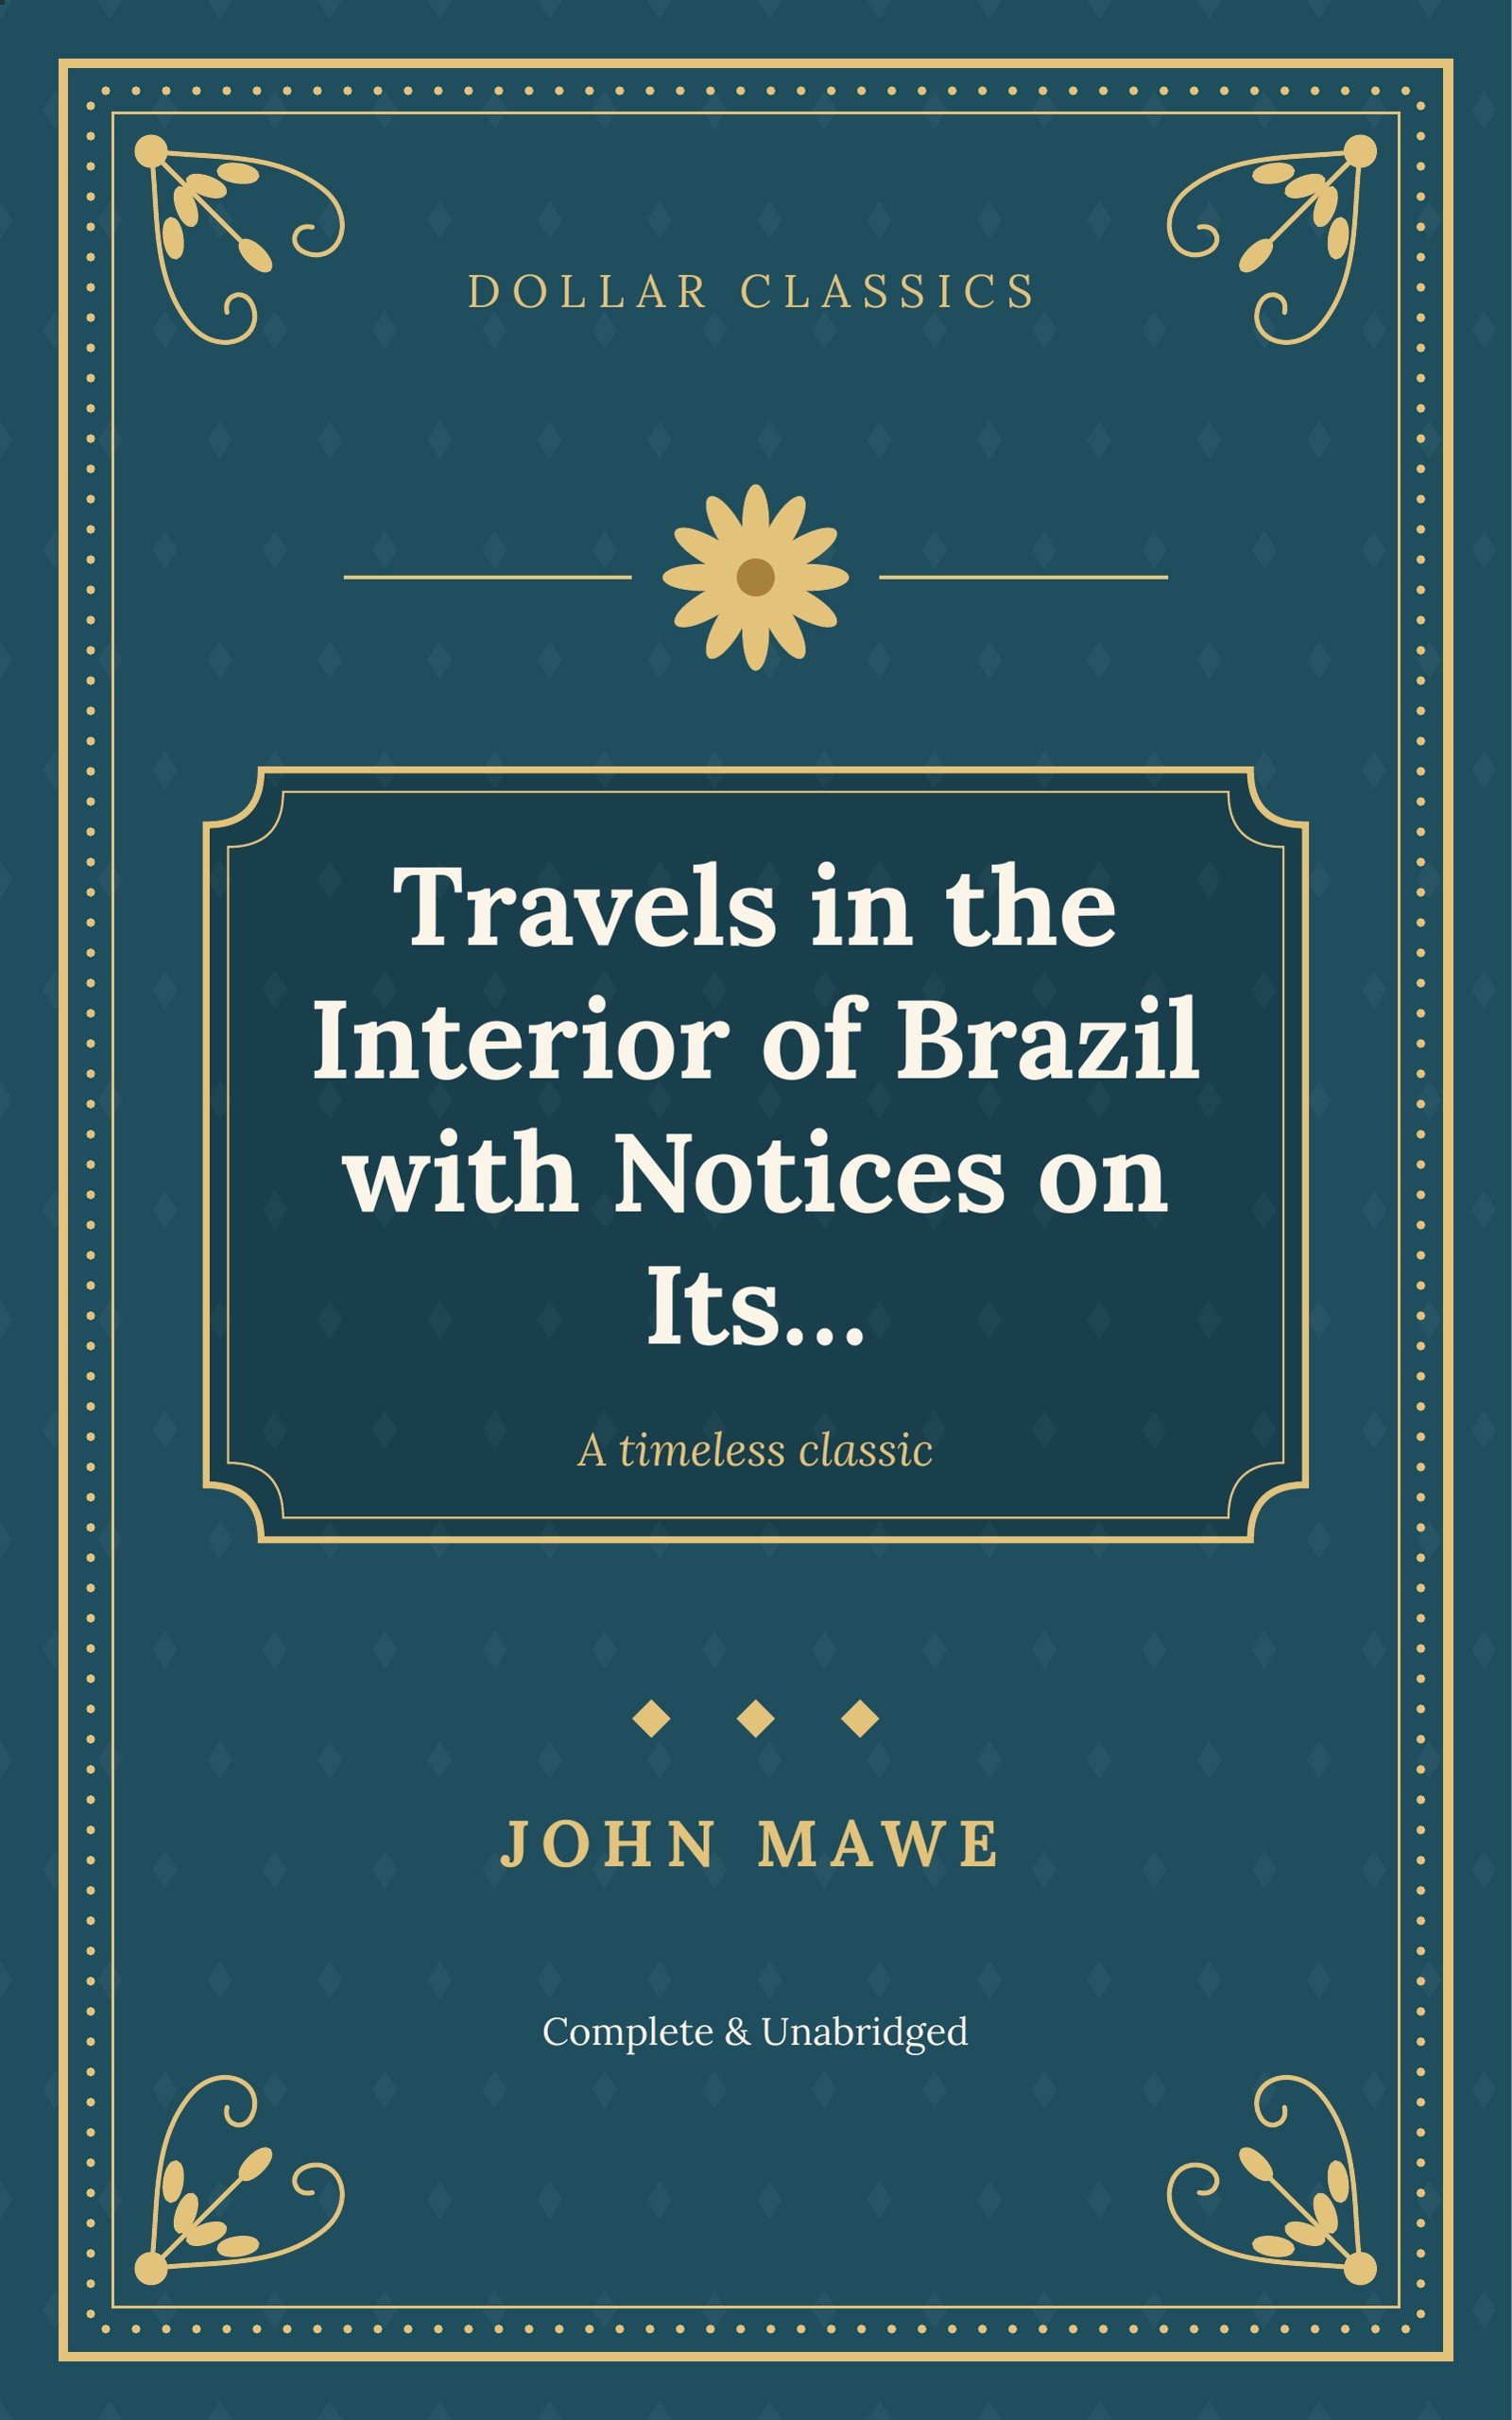 DOLLAR CLASSICS
Travels in the
Interior of Brazil
with Notices on
Its...
A timeless classic
JOHN MAWE
Complete & Unabridged